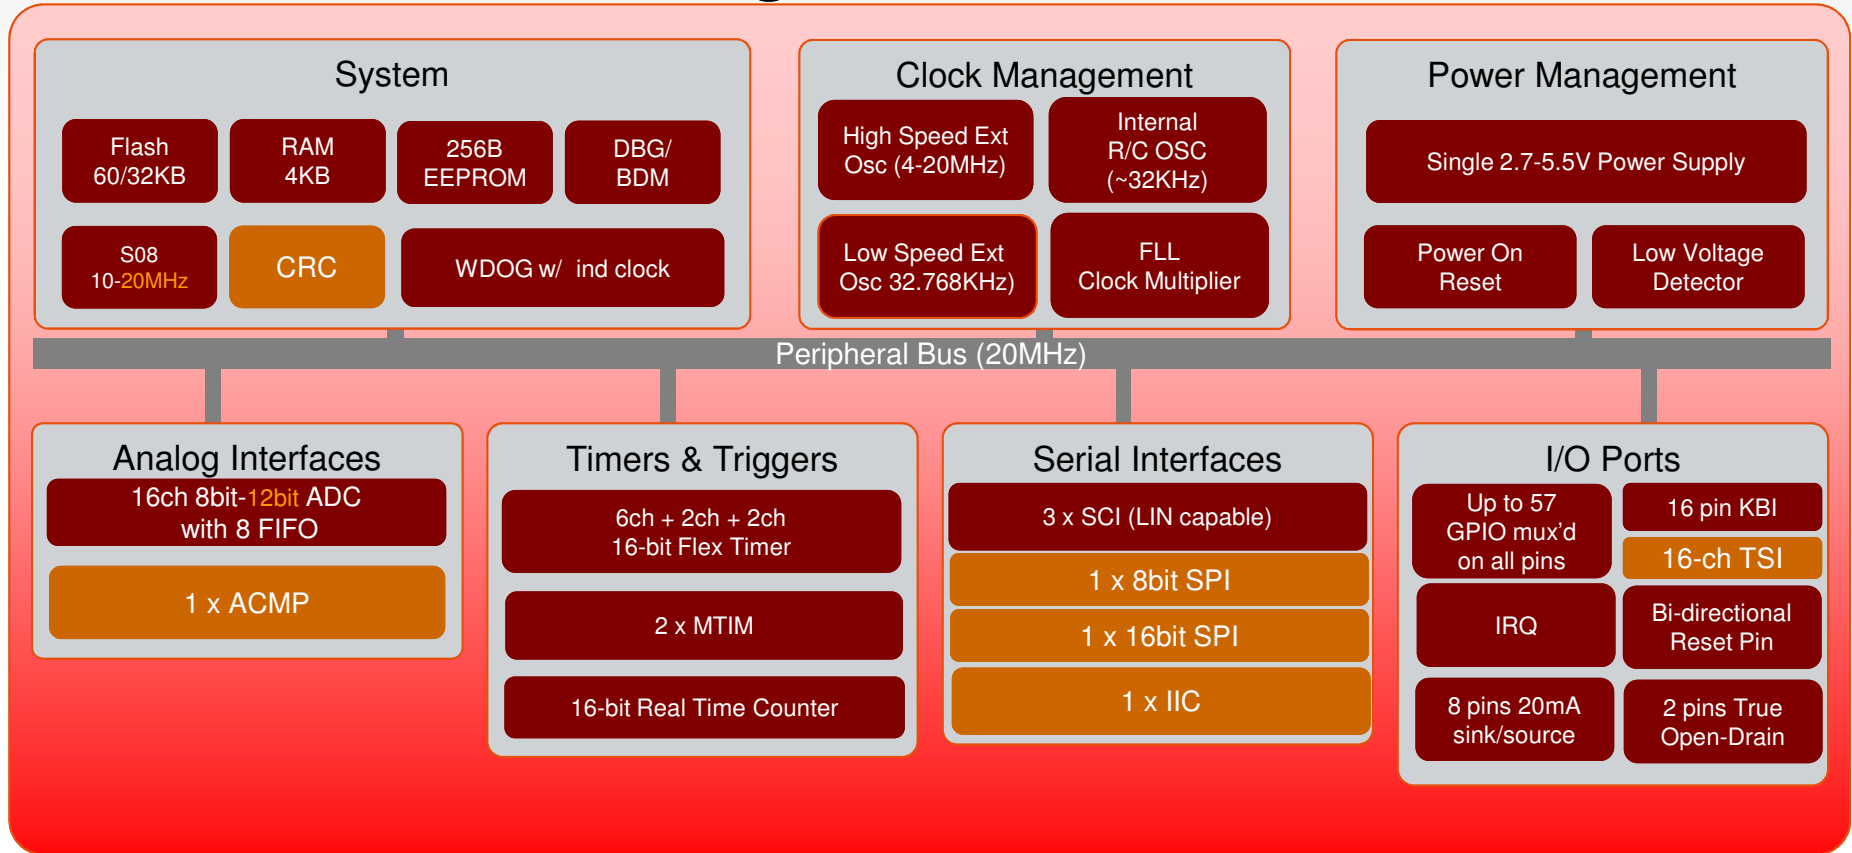 System
Flash
60/32KB
RAM
4KB
256B
EEPROM
DBG/
BDM
S08
10-20MHz
CRC
WDOG w/ ind clock
Clock Management
High Speed Ext
Osc (4-20MHz)
Internal
R/C OSC
(~32KHz)
Low Speed Ext
Osc 32.768KHz)
FLL
Clock Multiplier
Power Management
Single 2.7-5.5V Power Supply
Power On
Reset
Low Voltage
Detector
Peripheral Bus (20MHz)
Analog Interfaces
16ch 8bit-12bit ADC
with 8 FIFO
1 x ACMP
Timers & Triggers
6ch + 2ch + 2ch
16-bit Flex Timer
2 x MTIM
16-bit Real Time Counter
Serial Interfaces
3 x SCI (LIN capable)
1 x 8bit SPI
1 x 16bit SPI
1 x IIC
I/O Ports
Up to 57
GPIO mux’d
on all pins
16 pin KBI
16-ch TSI
IRQ
Bi-directional
Reset Pin
8 pins 20mA
sink/source
2 pins True
Open-Drain